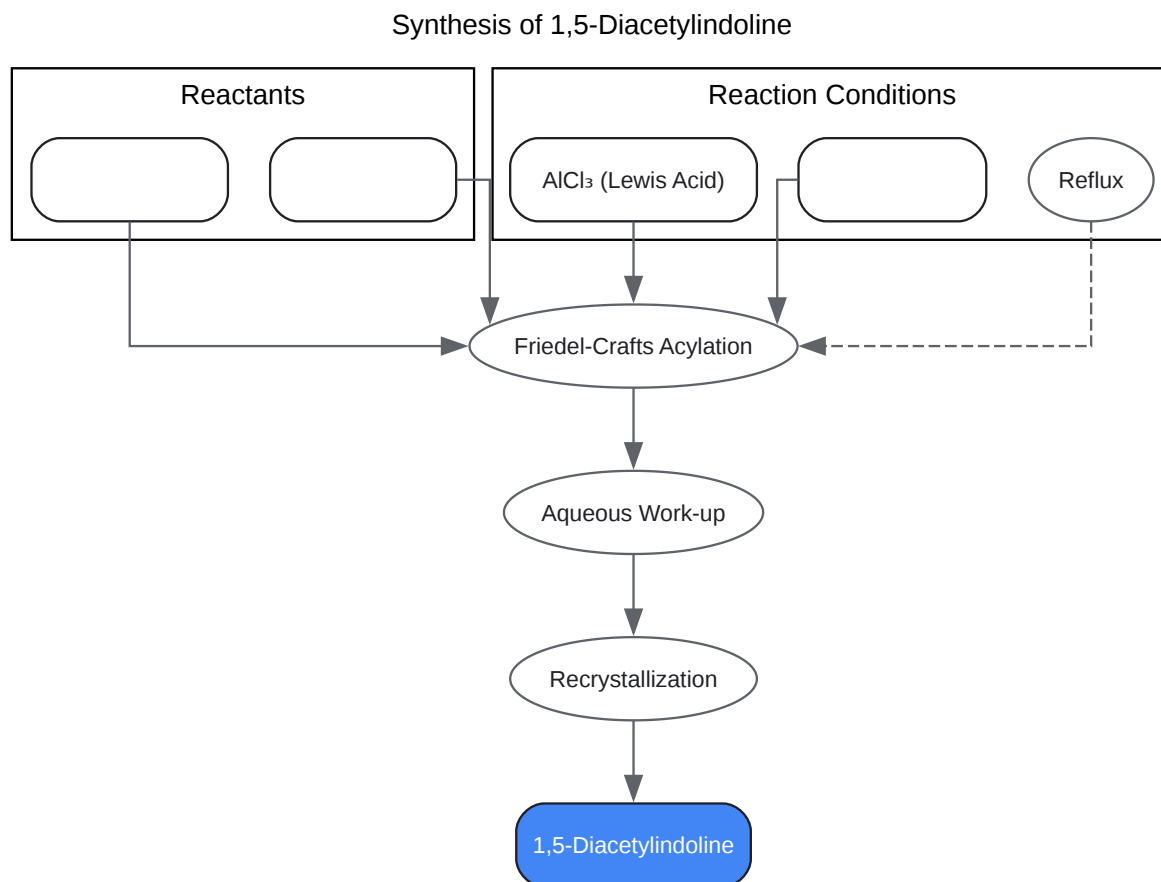 Synthesis of 1,5-Diacetylindoline
Reactants
Reaction Conditions
AlCl₃ (Lewis Acid)
Reflux
Friedel-Crafts Acylation
Aqueous Work-up
Recrystallization
1,5-Diacetylindoline